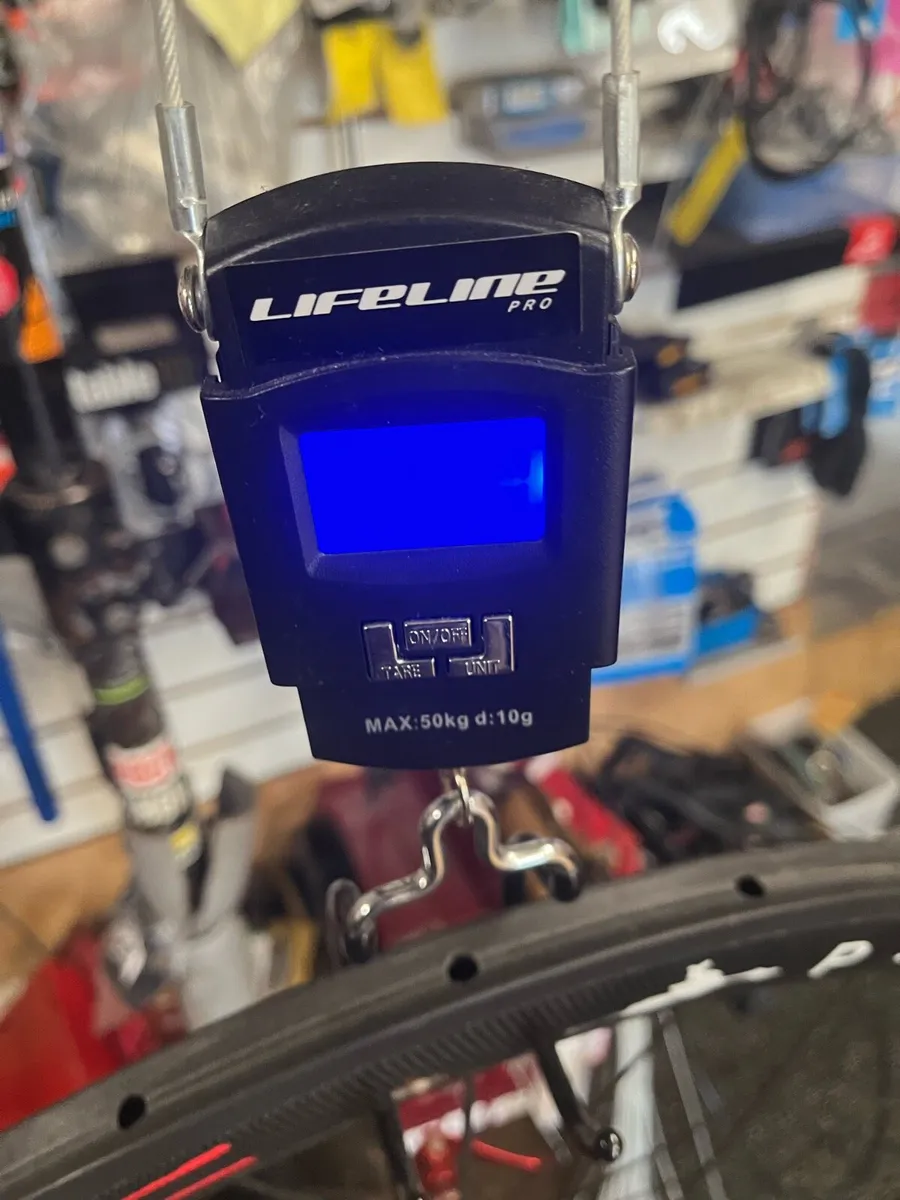 LIFELINE
PRO
ON/OFF
TARE UNIT
MAX:50kg d:10g